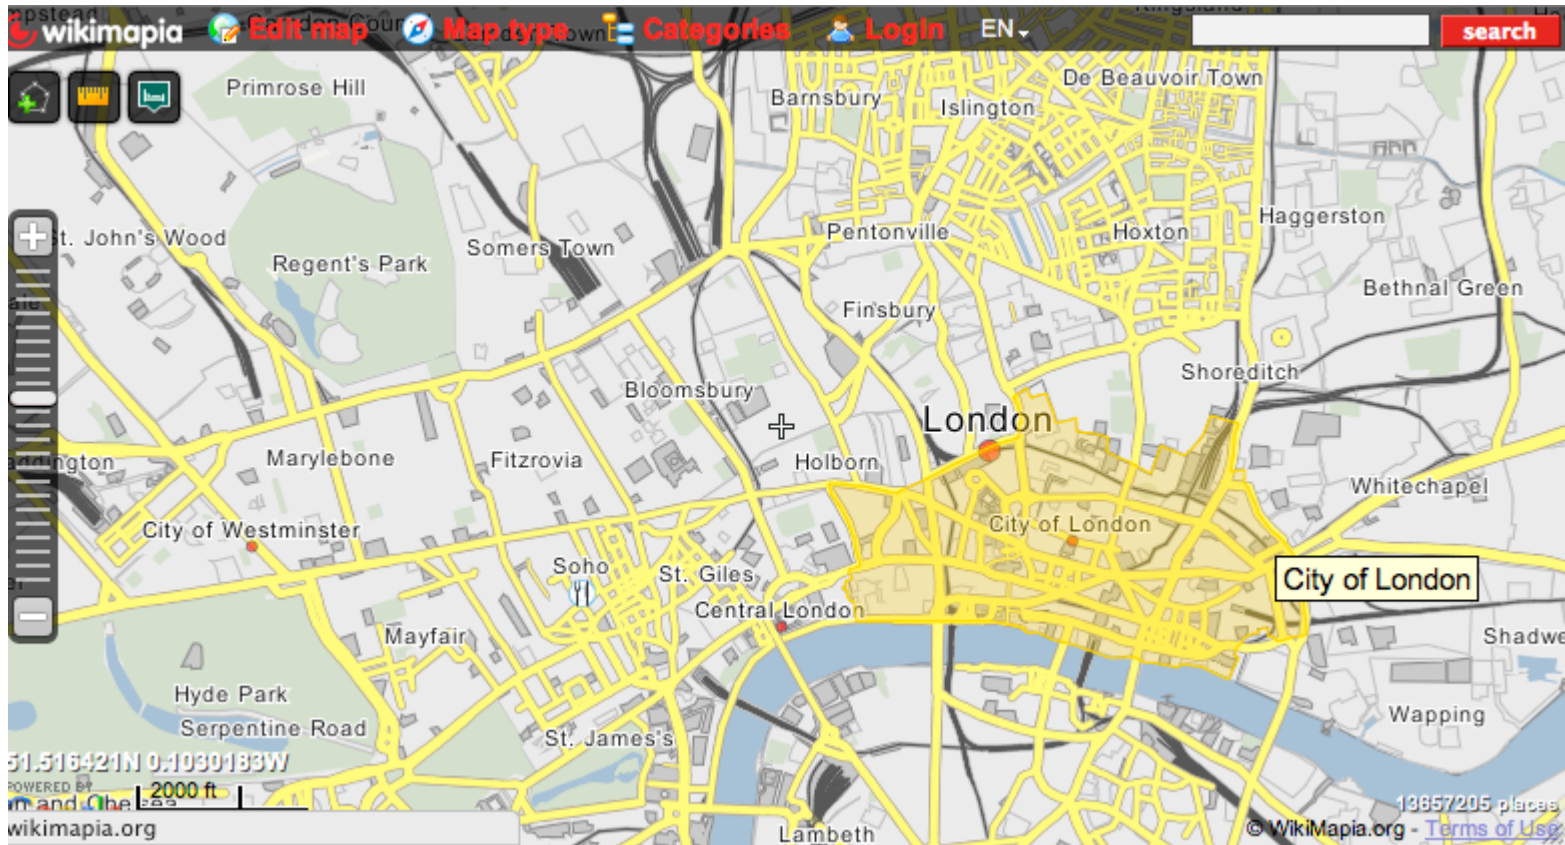 wikimapia Edit map Map type Categories Login EN search
Primrose Hill
Barnsbury
De Beauvoir Town
Islington
St. John's Wood
Regent's Park
Somers Town
Pentonville
Hoxton
Haggerston
Bethnal Green
Finsbury
Shoreditch
Bloomsbury
London
Marylebone
Fitzrovia
Holborn
Whitechapel
City of Westminster
City of London
Soho
St. Giles
City of London
Central London
Mayfair
Hyde Park
Serpentine Road
St. James's
Wapping
51.516421N 0.1030183W
POWERED BY
2000 ft
13657205 places
wikimapia.org
Lambeth
© WikiMapia.org - Terms of Use